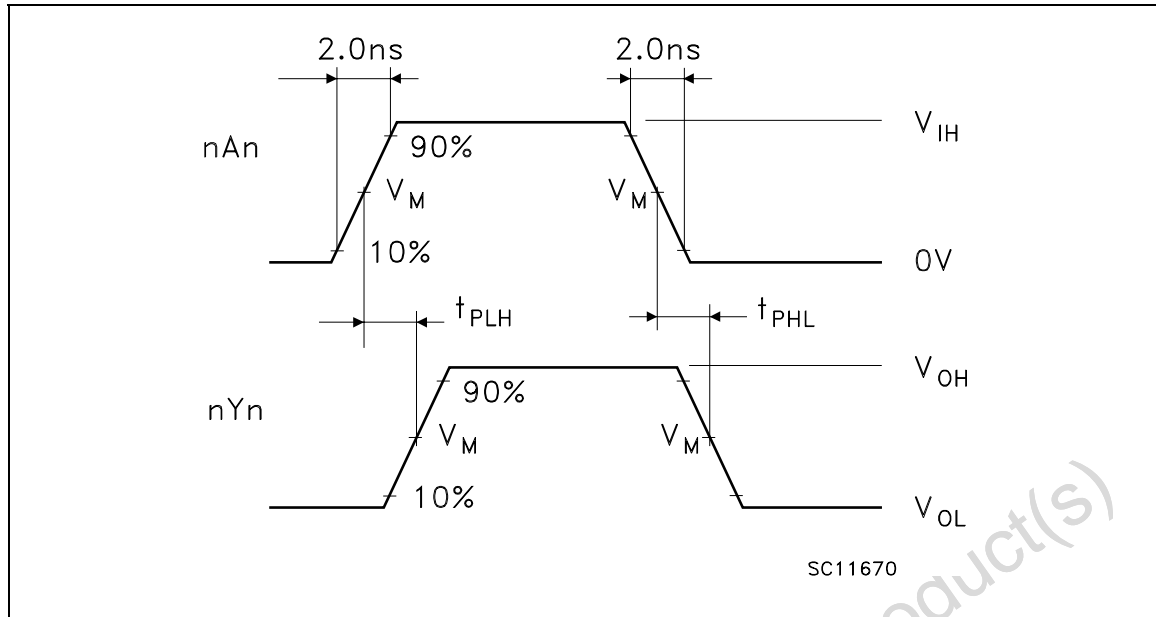 2.0ns 2.0ns
nAn
90%
V_M
V_M
10%
V_IH
0V
t_PLH
t_PHL
nYn
90%
V_M
V_M
10%
V_OH
V_OL
SC11670